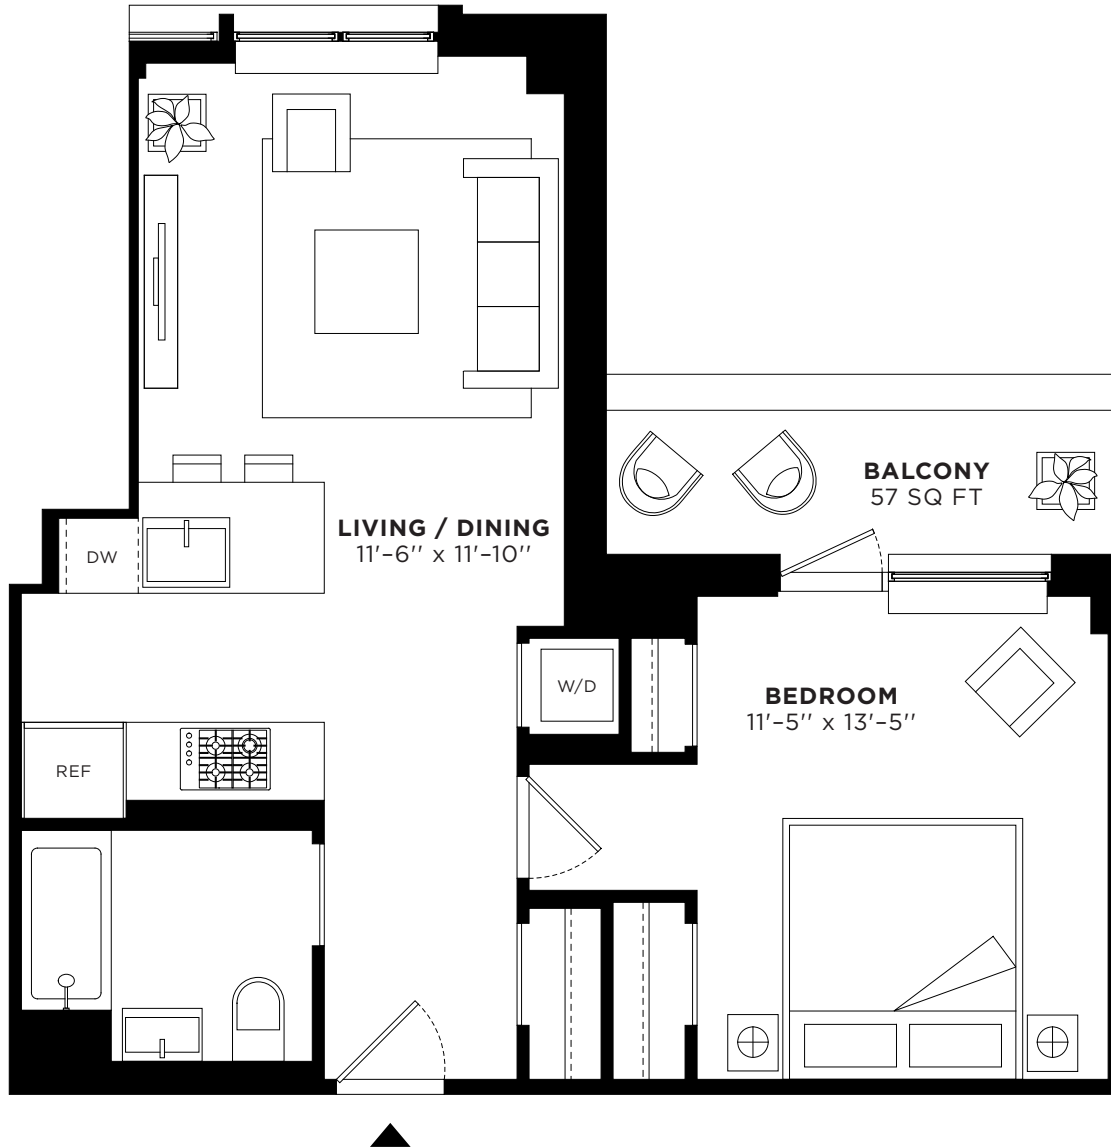 BALCONY
57 SQ FT
LIVING / DINING
11'-6'' x 11'-10''
DW
W/D
BEDROOM
11'-5'' x 13'-5''
REF